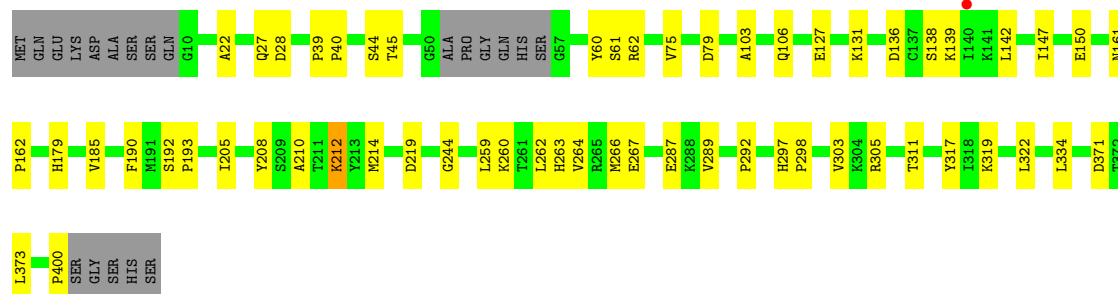 MET GLN GLU LYS ASP ALA SER SER GLN G10 A22 Q27 D28 P39 P40 S44 T45 G50 ALA PRO GLY GLN HIS SER G57 Y60 S61 R62 V75 D79 A103 Q106 E127 K131 D136 C137 S138 K139 I140 K141 L142 I147 E150 N161
P162 H179 V185 F190 M191 S192 P193 I205 Y208 S209 A210 T211 K212 Y213 M214 D219 G244 L259 K260 T261 L262 H263 V264 R265 M266 E267 E287 K288 V289 P292 H297 P298 V303 K304 R305 T311 Y317 I318 K319 L322 L334 D371 T372
L373 P400 SER GLY SER HIS SER